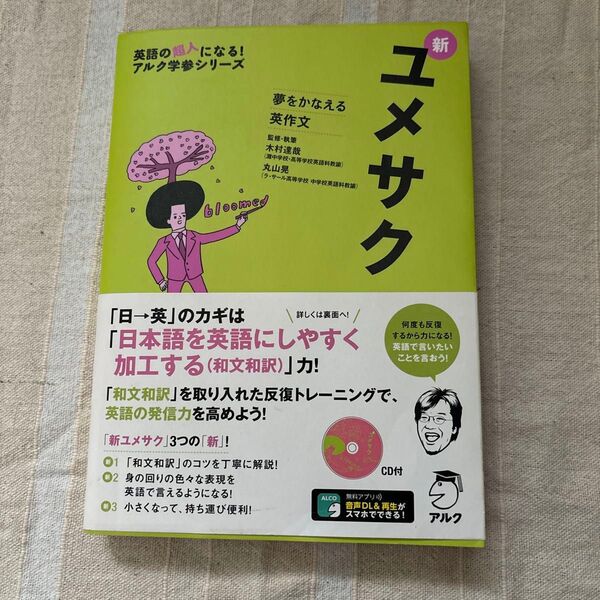 英語の超人になる!
アルク学参シリーズ
新
ユメサク
夢をかなえる
英作文
監修・執筆
木村達哉
(灘中学校・高等学校英語科教諭)
丸山晃
(ラ・サール高等学校 中学校英語科教諭)
bloomed
「日→英」のカギは
「日本語を英語にしやすく
加工する(和文和訳)」力!
詳しくは裏面へ!
「和文和訳」を取り入れた反復トレーニングで、
英語の発信力を高めよう!
「新ユメサク」3つの「新」!
新1 「和文和訳」のコツを丁寧に解説!
新2 身の回りの色々な表現を
英語で言えるようになる!
新3 小さくなって、持ち運び便利!
何度も反復
するから力になる!
英語で言いたい
ことを言おう!
CD付
ALCO
無料アプリ
音声DL&再生が
スマホでできる!
アルク